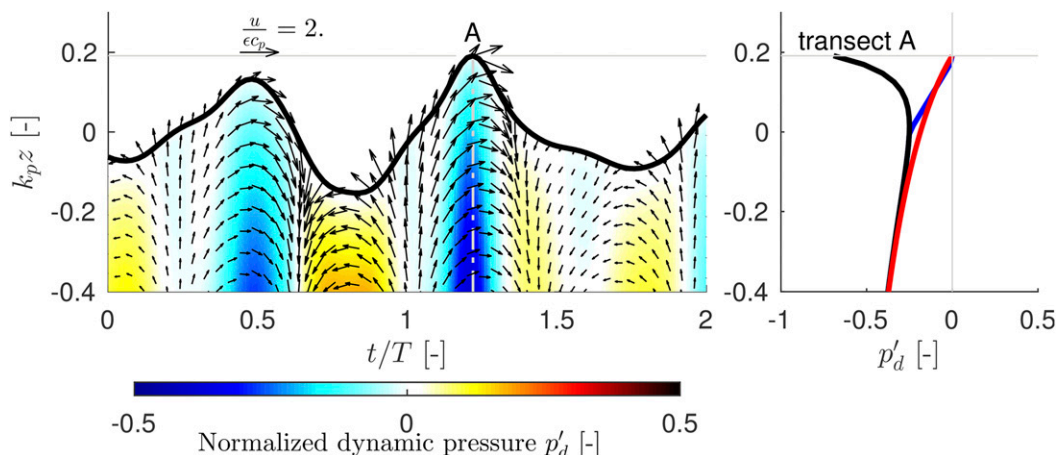 u/ϵc_p = 2.
A
0.2
0
-0.2
-0.4
k_p z [-]
0
0.5
1
1.5
2
t/T [-]
-0.5
0
0.5
Normalized dynamic pressure p'_d [-]
transect A
0.2
0
-0.2
-0.4
-1
-0.5
0
0.5
p'_d [-]